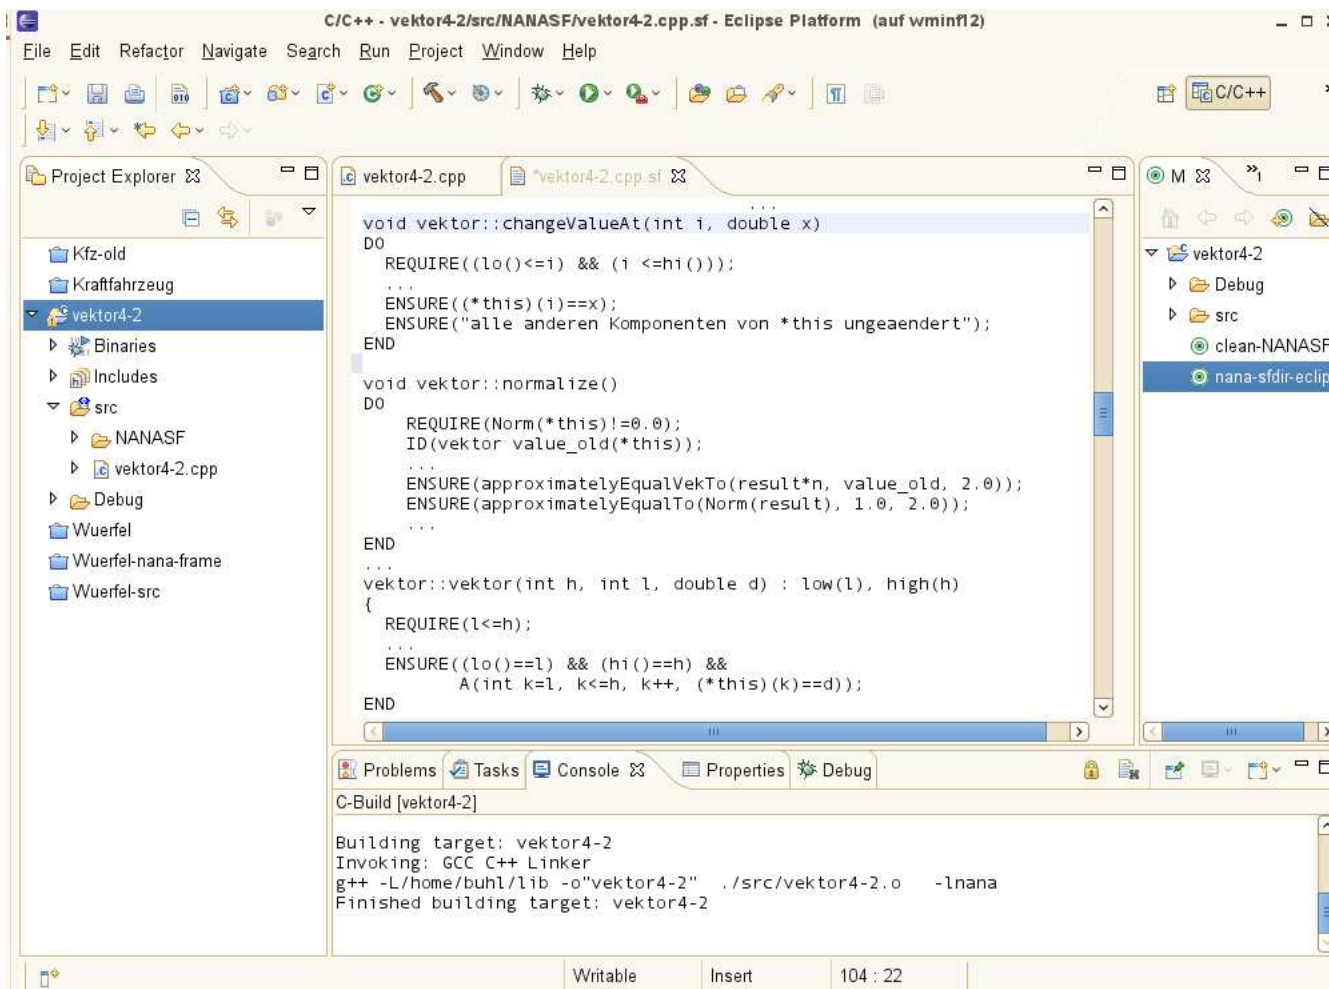 C/C++ - vektor4-2/src/NANASF/vektor4-2.cpp.sf - Eclipse Platform (auf wminf12)
File Edit Refactor Navigate Search Run Project Window Help
010
C/C++
Project Explorer
vektor4-2.cpp
*vektor4-2.cpp.sf
M
»1
Kfz-old
Kraftfahrzeug
vektor4-2
Binaries
Includes
src
NANASF
vektor4-2.cpp
Debug
Wuerfel
Wuerfel-nana-frame
Wuerfel-src
...
void vektor::changeValueAt(int i, double x)
DO
REQUIRE((lo()<=i) && (i <=hi()));
...
ENSURE((*this)(i)==x);
ENSURE("alle anderen Komponenten von *this ungeaendert");
END
void vektor::normalize()
DO
REQUIRE(Norm(*this)!=0.0);
ID(vektor value_old(*this));
...
ENSURE(approximatelyEqualVekTo(result*n, value_old, 2.0));
ENSURE(approximatelyEqualTo(Norm(result), 1.0, 2.0));
...
END
...
vektor::vektor(int h, int l, double d) : low(l), high(h)
{
REQUIRE(l<=h);
...
ENSURE((lo()==l) && (hi()==h) &&
A(int k=l, k<=h, k++, (*this)(k)==d));
END
vektor4-2
Debug
src
clean-NANASF
nana-sfdir-eclip
Problems Tasks Console Properties Debug
C-Build [vektor4-2]
Building target: vektor4-2
Invoking: GCC C++ Linker
g++ -L/home/buhl/lib -o"vektor4-2" ./src/vektor4-2.o -lnana
Finished building target: vektor4-2
Writable Insert 104 : 22